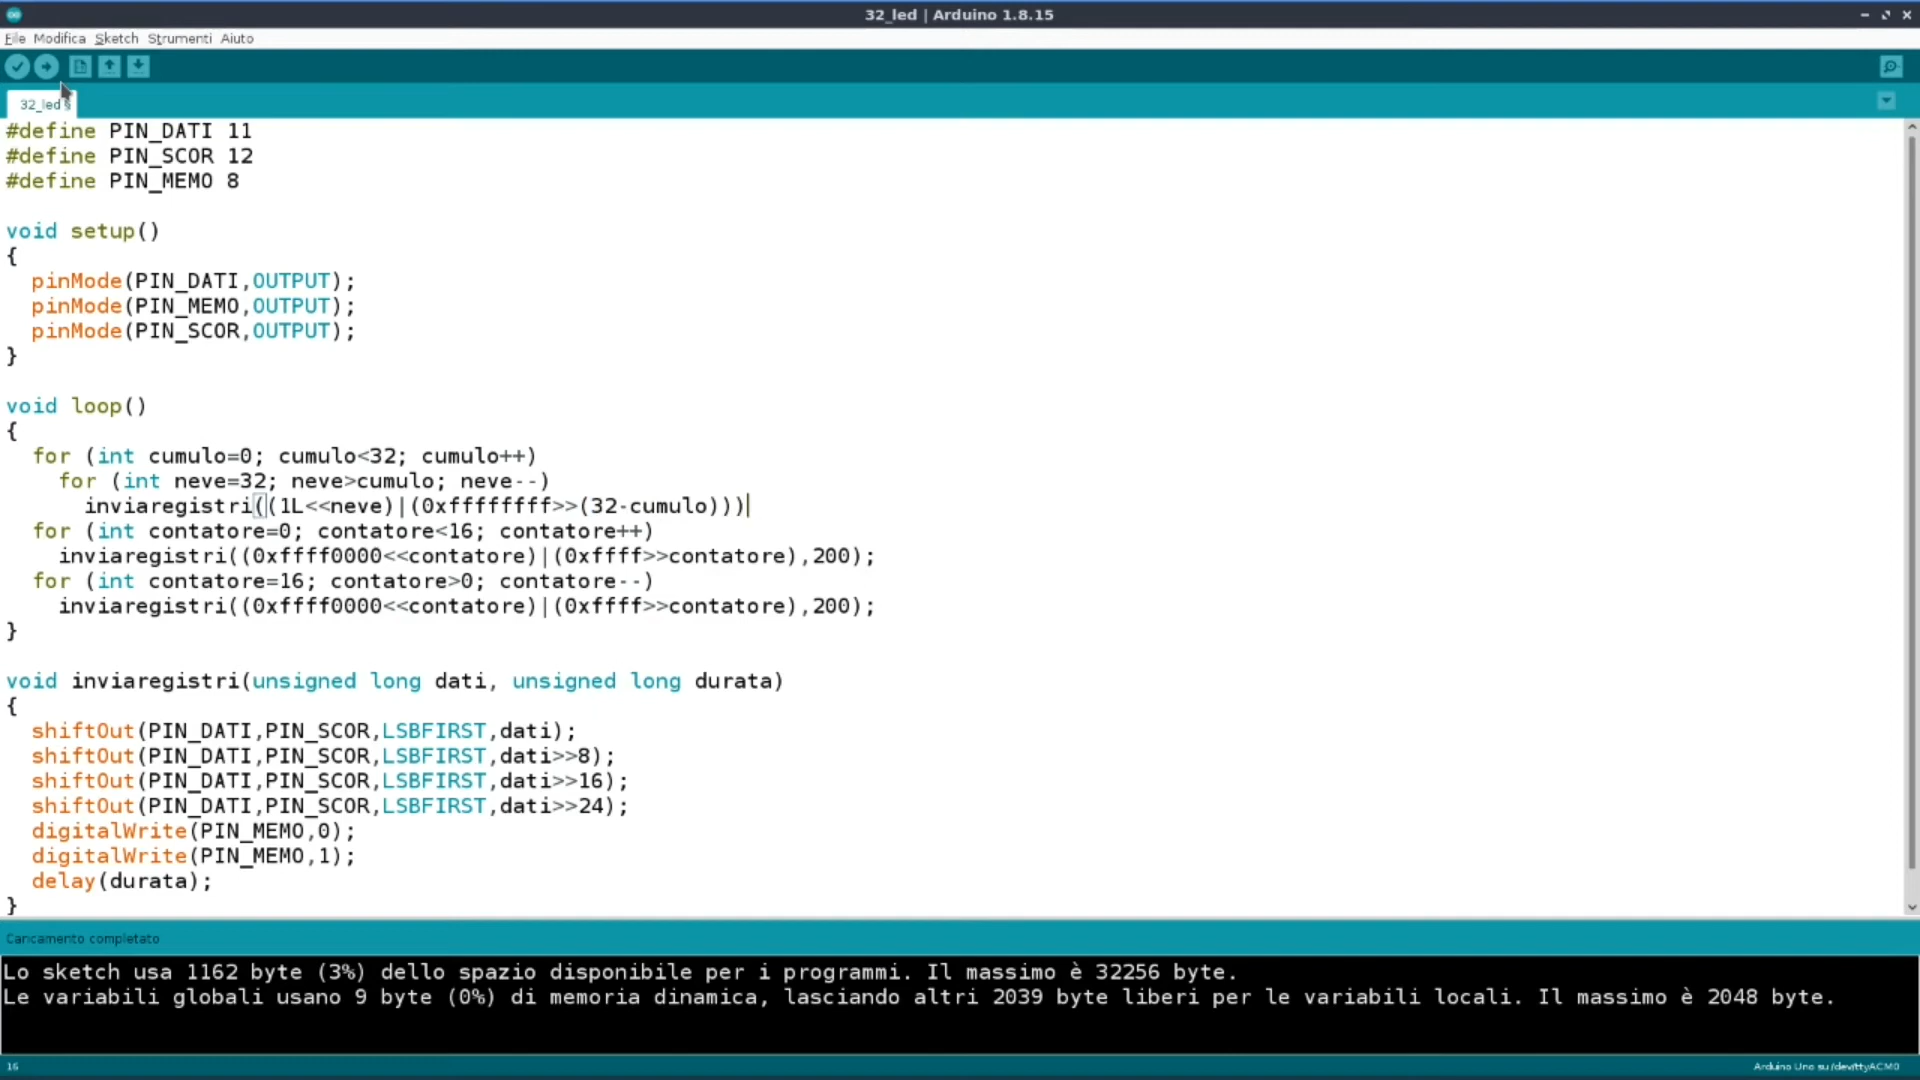 32_led | Arduino 1.8.15
File Modifica Sketch Strumenti Aiuto
32_led §
#define PIN_DATI 11
#define PIN_SCOR 12
#define PIN_MEMO 8
void setup()
{
pinMode(PIN_DATI,OUTPUT);
pinMode(PIN_MEMO,OUTPUT);
pinMode(PIN_SCOR,OUTPUT);
}
void loop()
{
for (int cumulo=0; cumulo<32; cumulo++)
for (int neve=32; neve>cumulo; neve--)
inviaregistri((1L<<neve)|(0xffffffff>>(32-cumulo)))
for (int contatore=0; contatore<16; contatore++)
inviaregistri((0xffff0000<<contatore)|(0xffff>>contatore),200);
for (int contatore=16; contatore>0; contatore--)
inviaregistri((0xffff0000<<contatore)|(0xffff>>contatore),200);
}
void inviaregistri(unsigned long dati, unsigned long durata)
{
shiftOut(PIN_DATI,PIN_SCOR,LSBFIRST,dati);
shiftOut(PIN_DATI,PIN_SCOR,LSBFIRST,dati>>8);
shiftOut(PIN_DATI,PIN_SCOR,LSBFIRST,dati>>16);
shiftOut(PIN_DATI,PIN_SCOR,LSBFIRST,dati>>24);
digitalWrite(PIN_MEMO,0);
digitalWrite(PIN_MEMO,1);
delay(durata);
}
Caricamento completato
Lo sketch usa 1162 byte (3%) dello spazio disponibile per i programmi. Il massimo è 32256 byte.
Le variabili globali usano 9 byte (0%) di memoria dinamica, lasciando altri 2039 byte liberi per le variabili locali. Il massimo è 2048 byte.
16
Arduino Uno su /dev/ttyACM0